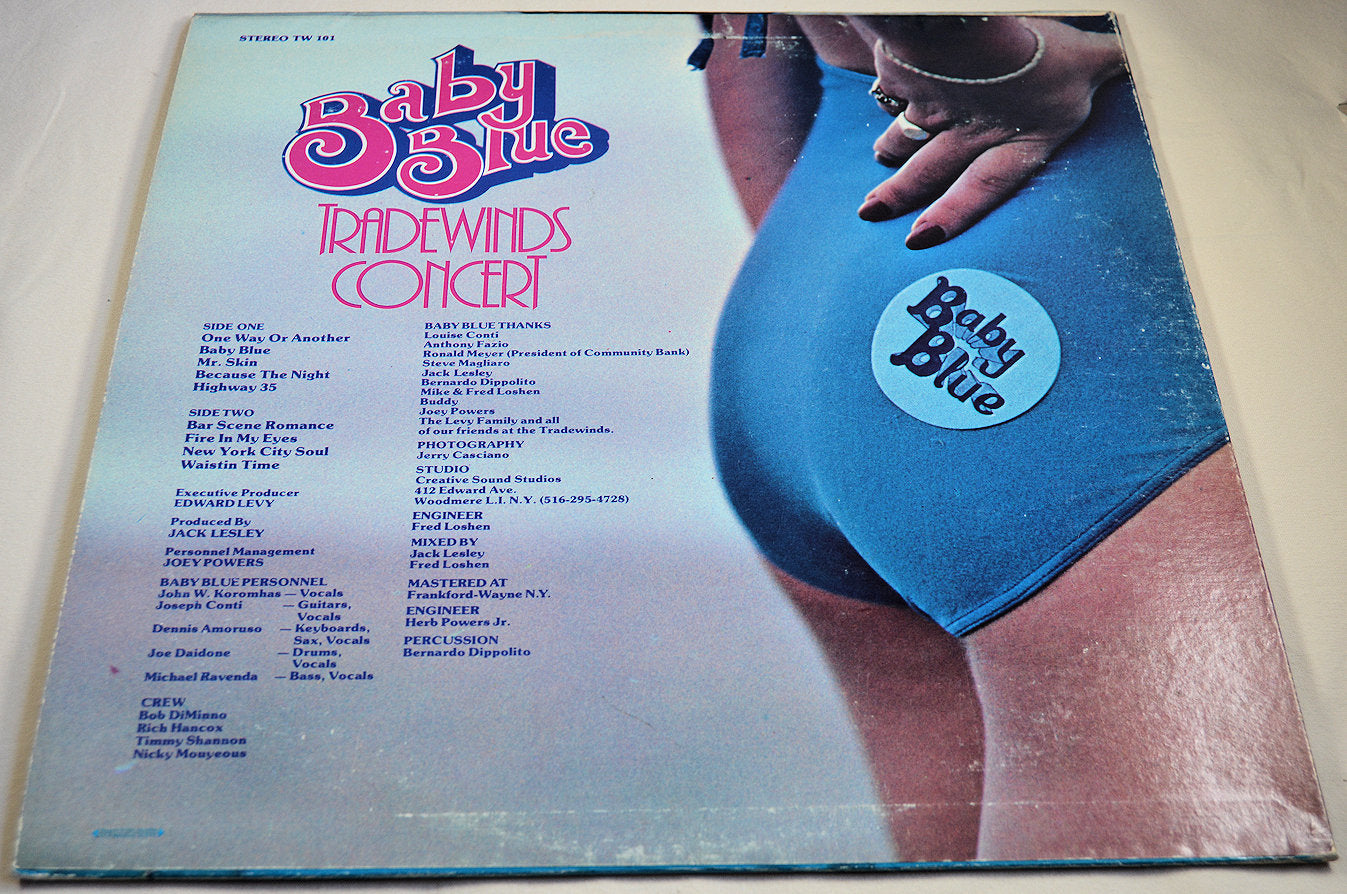 STEREO TW 101
Baby
Blue
TRADEWINDS
CONCERT
SIDE ONE
One Way Or Another
Baby Blue
Mr. Skin
Because The Night
Highway 35
SIDE TWO
Bar Scene Romance
Fire In My Eyes
New York City Soul
Waistin Time
Executive Producer
EDWARD LEVY
Produced By
JACK LESLEY
Personnel Management
JOEY POWERS
BABY BLUE PERSONNEL
John W. Koromhas — Vocals
Joseph Conti — Guitars,
Vocals
Dennis Amoruso — Keyboards,
Sax, Vocals
Joe Daidone — Drums,
Vocals
Michael Ravenda — Bass, Vocals
CREW
Bob DiMinno
Rich Hancox
Timmy Shannon
Nicky Mouyeous
BABY BLUE THANKS
Louise Conti
Anthony Fazio
Ronald Meyer (President of Community Bank)
Steve Magliaro
Jack Lesley
Bernardo Dippolito
Mike & Fred Loshen
Buddy
Joey Powers
The Levy Family and all
of our friends at the Tradewinds.
PHOTOGRAPHY
Jerry Casciano
STUDIO
Creative Sound Studios
412 Edward Ave.
Woodmere L.I. N.Y. (516-295-4728)
ENGINEER
Fred Loshen
MIXED BY
Jack Lesley
Fred Loshen
MASTERED AT
Frankford-Wayne N.Y.
ENGINEER
Herb Powers Jr.
PERCUSSION
Bernardo Dippolito
Baby
Blue